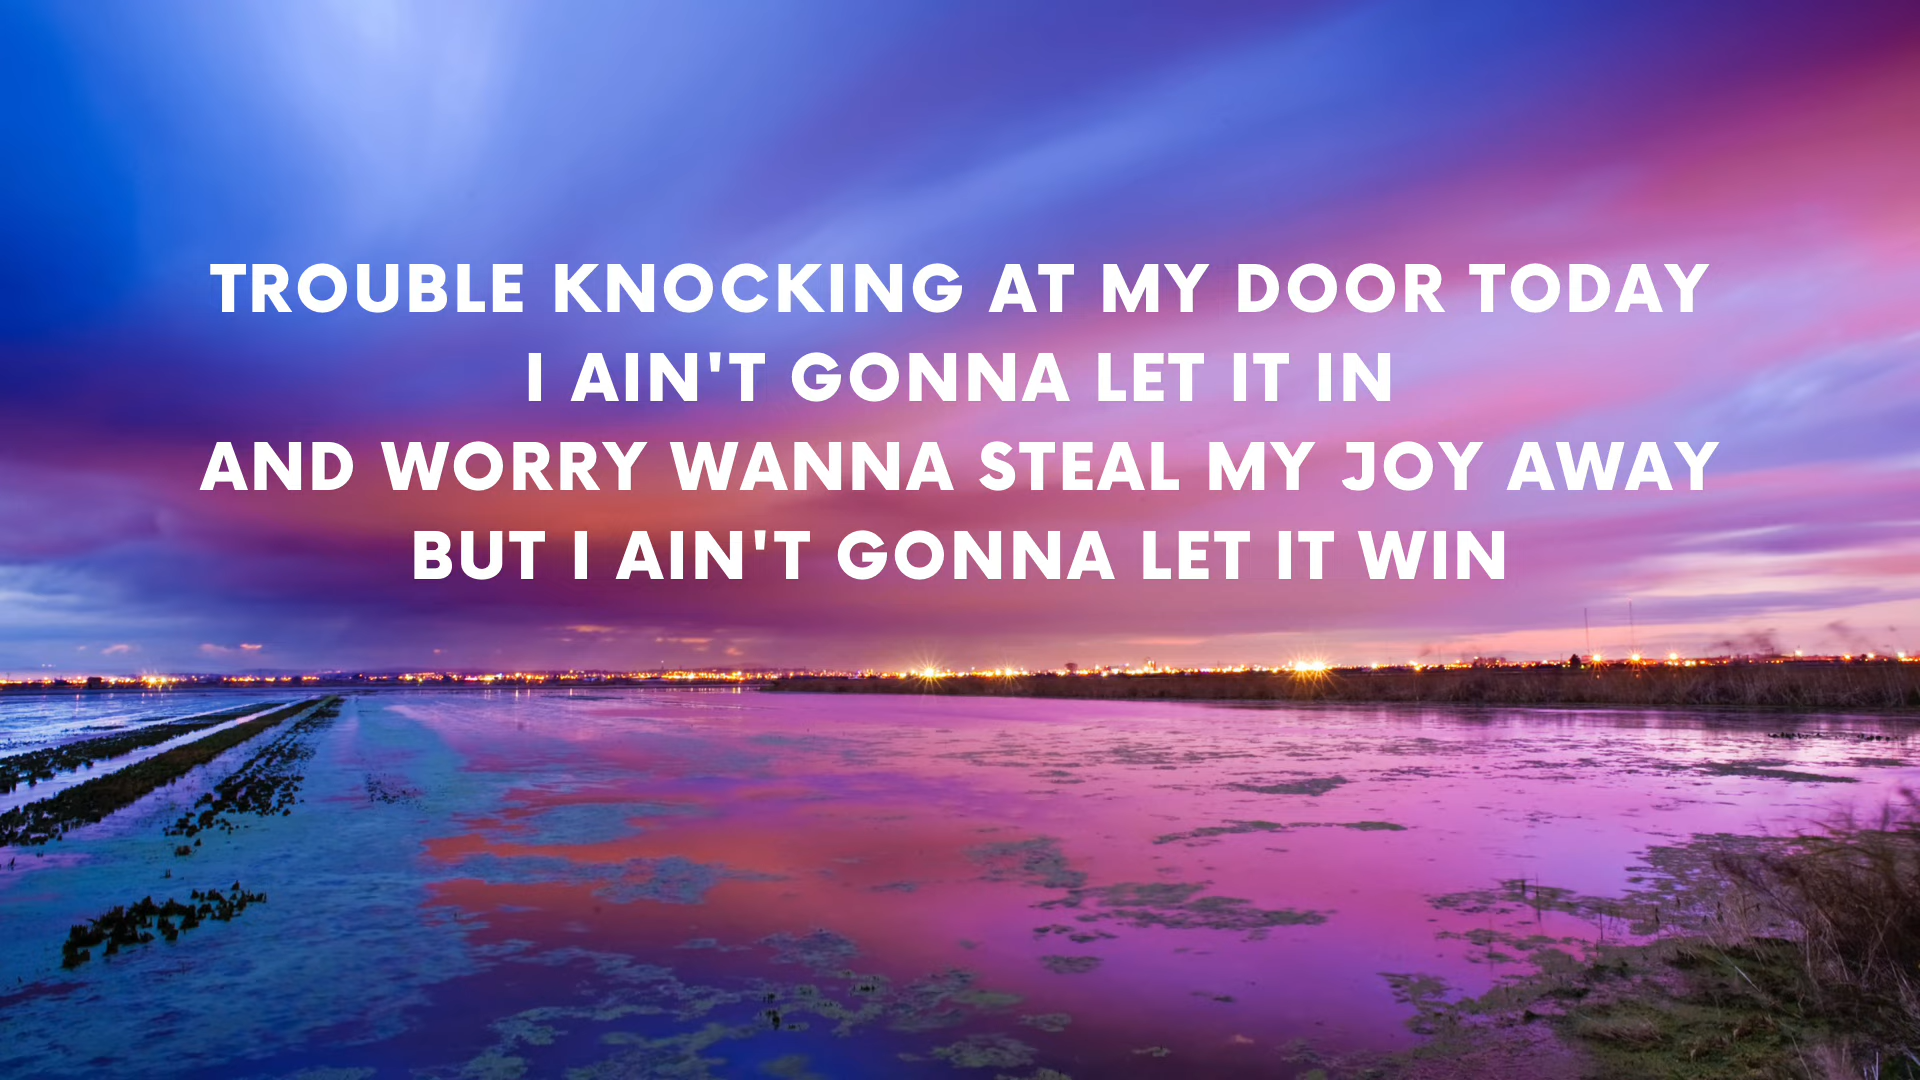 TROUBLE KNOCKING AT MY DOOR TODAY
I AIN'T GONNA LET IT IN
AND WORRY WANNA STEAL MY JOY AWAY
BUT I AIN'T GONNA LET IT WIN